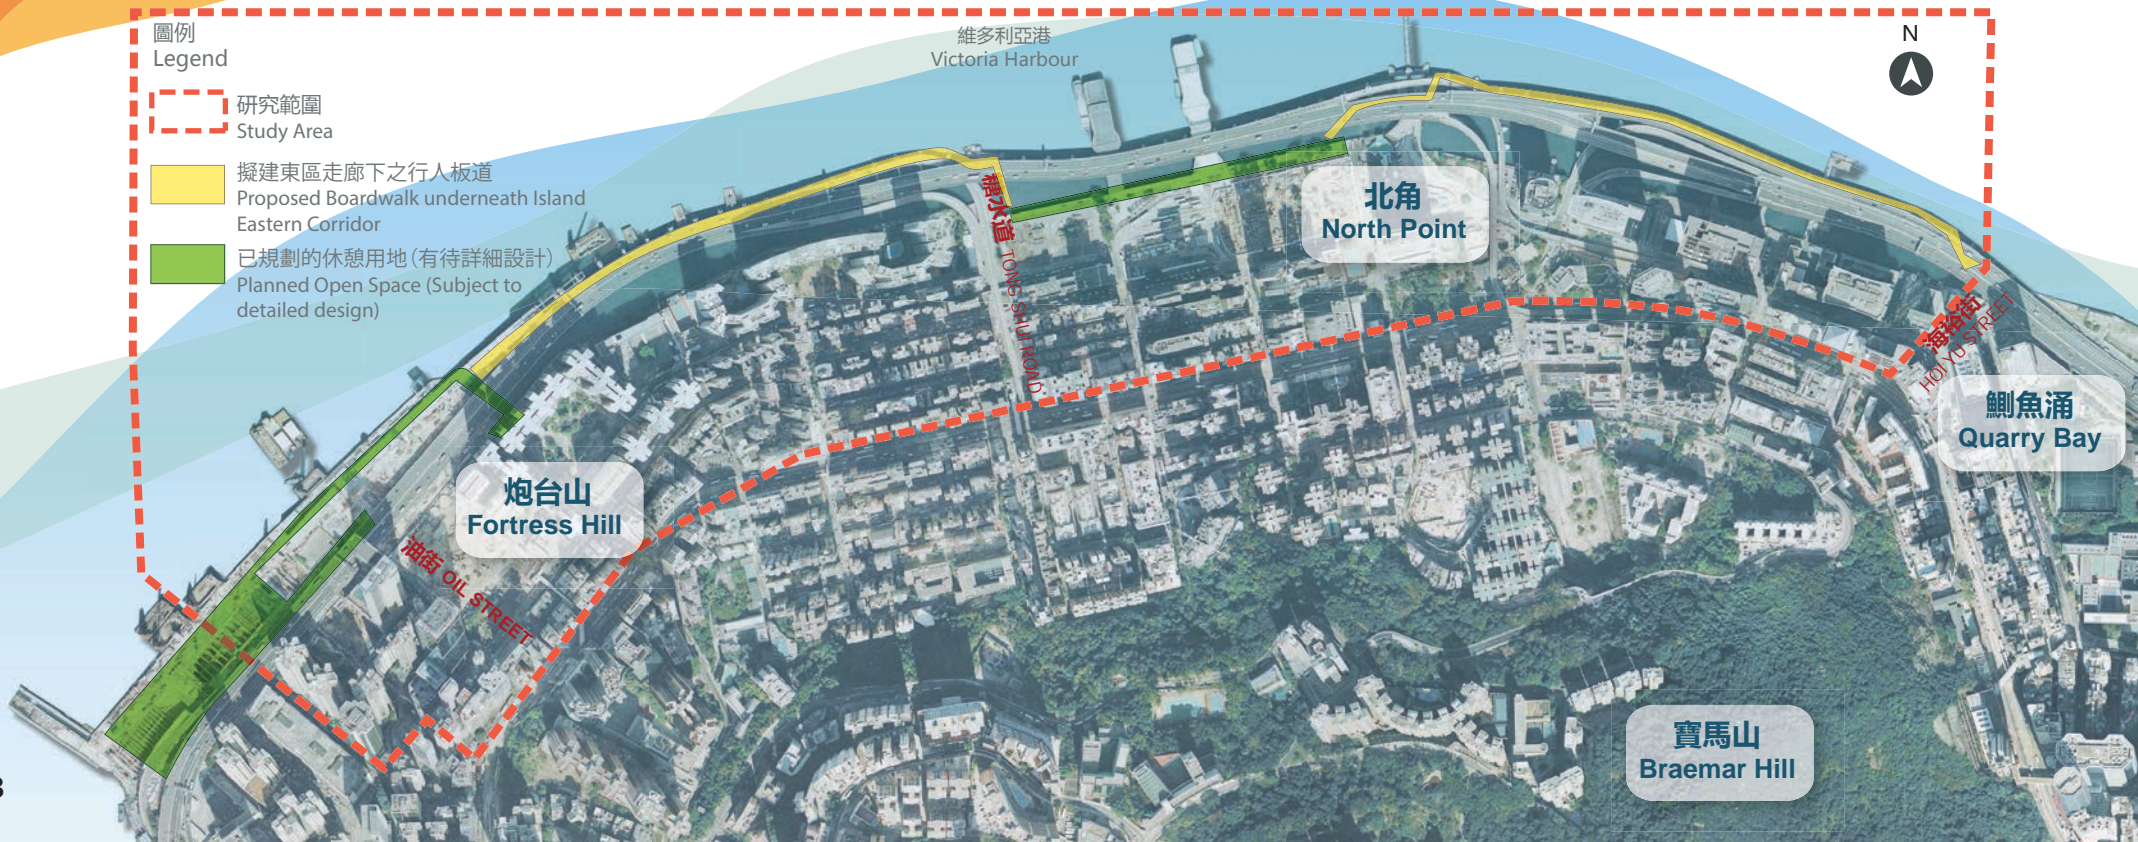 圖例
Legend
研究範圍
Study Area
擬建東區走廊下之行人板道
Proposed Boardwalk underneath Island
Eastern Corridor
已規劃的休憩用地(有待詳細設計)
Planned Open Space (Subject to
detailed design)
維多利亞港
Victoria Harbour
N
糖水道 TONG SHUI ROAD
北角
North Point
海裕街
HOI YU STREET
鰂魚涌
Quarry Bay
炮台山
Fortress Hill
油街 OIL STREET
寶馬山
Braemar Hill